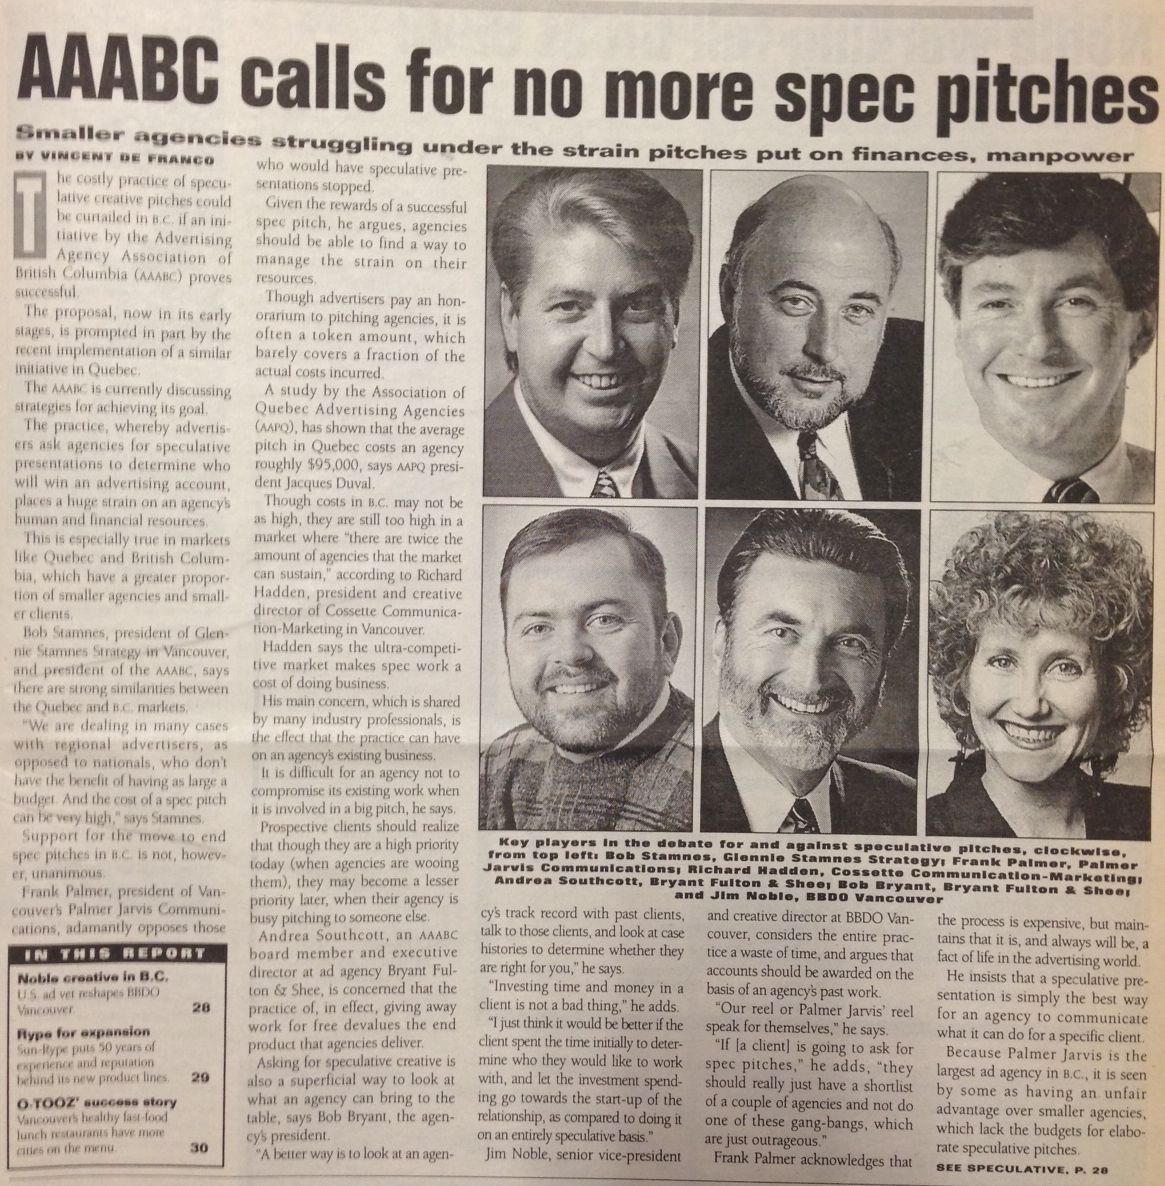 AAABC calls for no more spec pitches
Smaller agencies struggling under the strain pitches put on finances, manpower
BY VINCENT DE FRANCO
The costly practice of specu-
lative creative pitches could
be curtailed in B.C. if an ini-
tiative by the Advertising
Agency Association of
British Columbia (AAABC) proves
successful.
The proposal, now in its early
stages, is prompted in part by the
recent implementation of a similar
initiative in Quebec.
The AAABC is currently discussing
strategies for achieving its goal.
The practice, whereby advertis-
ers ask agencies for speculative
presentations to determine who
will win an advertising account,
places a huge strain on an agency's
human and financial resources.
This is especially true in markets
like Quebec and British Colum-
bia, which have a greater propor-
tion of smaller agencies and small-
er clients.
Bob Stamnes, president of Glen-
nie Stamnes Strategy in Vancouver,
and president of the AAABC, says
there are strong similarities between
the Quebec and B.C. markets.
"We are dealing in many cases
with regional advertisers, as
opposed to nationals, who don't
have the benefit of having as large a
budget. And the cost of a spec pitch
can be very high," says Stamnes.
Support for the move to end
spec pitches in B.C. is not, howev-
er, unanimous.
Frank Palmer, president of Van-
couver's Palmer Jarvis Communi-
cations, adamantly opposes those
IN THIS REPORT
Noble creative in B.C.
U.S. ad vet reshapes BBDO
Vancouver 28
Rype for expansion
Sun-Rype puts 50 years of
experience and reputation
behind its new product lines. 29
O-TOOZ' success story
Vancouver's healthy fast-food
lunch restaurants have more
cities on the menu. 30
who would have speculative pre-
sentations stopped.
Given the rewards of a successful
spec pitch, he argues, agencies
should be able to find a way to
manage the strain on their
resources.
Though advertisers pay an hon-
orarium to pitching agencies, it is
often a token amount, which
barely covers a fraction of the
actual costs incurred.
A study by the Association of
Quebec Advertising Agencies
(AAPQ), has shown that the average
pitch in Quebec costs an agency
roughly $95,000, says AAPQ presi-
dent Jacques Duval.
Though costs in B.C. may not be
as high, they are still too high in a
market where "there are twice the
amount of agencies that the market
can sustain," according to Richard
Hadden, president and creative
director of Cossette Communica-
tion-Marketing in Vancouver.
Hadden says the ultra-competi-
tive market makes spec work a
cost of doing business.
His main concern, which is shared
by many industry professionals, is
the effect that the practice can have
on an agency's existing business.
It is difficult for an agency not to
compromise its existing work when
it is involved in a big pitch, he says.
Prospective clients should realize
that though they are a high priority
today (when agencies are wooing
them), they may become a lesser
priority later, when their agency is
busy pitching to someone else.
Andrea Southcott, an AAABC
board member and executive
director at ad agency Bryant Ful-
ton & Shee, is concerned that the
practice of, in effect, giving away
work for free devalues the end
product that agencies deliver.
Asking for speculative creative is
also a superficial way to look at
what an agency can bring to the
table, says Bob Bryant, the agen-
cy's president.
"A better way is to look at an agen-
Key players in the debate for and against speculative pitches, clockwise,
from top left: Bob Stamnes, Glennie Stamnes Strategy; Frank Palmer, Palmer
Jarvis Communications; Richard Hadden, Cossette Communication-Marketing;
Andrea Southcott, Bryant Fulton & Shee; Bob Bryant, Bryant Fulton & Shee;
and Jim Noble, BBDO Vancouver
cy's track record with past clients,
talk to those clients, and look at case
histories to determine whether they
are right for you," he says.
"Investing time and money in a
client is not a bad thing," he adds.
"I just think it would be better if the
client spent the time initially to deter-
mine who they would like to work
with, and let the investment spend-
ing go towards the start-up of the
relationship, as compared to doing it
on an entirely speculative basis."
Jim Noble, senior vice-president
and creative director at BBDO Van-
couver, considers the entire prac-
tice a waste of time, and argues that
accounts should be awarded on the
basis of an agency's past work.
"Our reel or Palmer Jarvis' reel
speak for themselves," he says.
"If [a client] is going to ask for
spec pitches," he adds, "they
should really just have a shortlist
of a couple of agencies and not do
one of these gang-bangs, which
are just outrageous."
Frank Palmer acknowledges that
the process is expensive, but main-
tains that it is, and always will be, a
fact of life in the advertising world.
He insists that a speculative pre-
sentation is simply the best way
for an agency to communicate
what it can do for a specific client.
Because Palmer Jarvis is the
largest ad agency in B.C., it is seen
by some as having an unfair
advantage over smaller agencies,
which lack the budgets for elabo-
rate speculative pitches.
SEE SPECULATIVE, P. 28